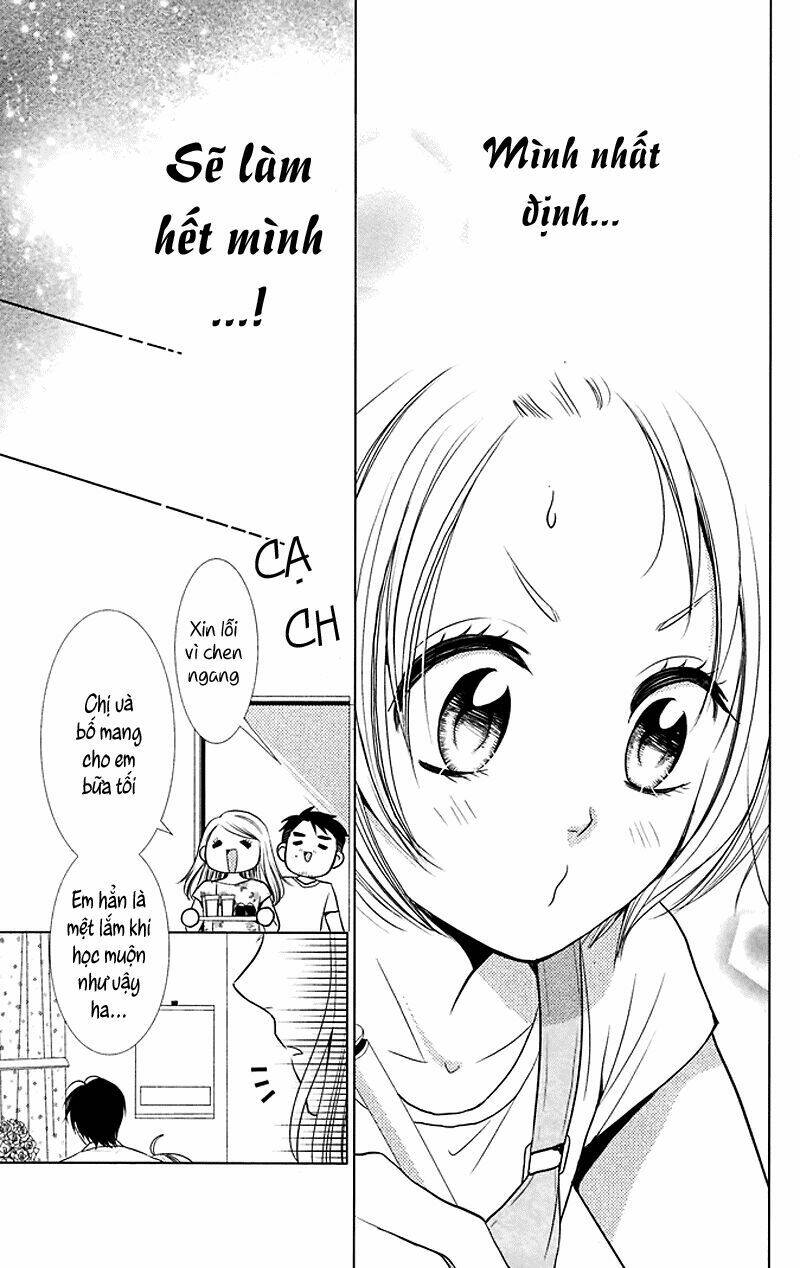 Mình nhất
định...
Sẽ làm
hết mình
...!
CẠ
CH
Xin lỗi
vì chen
ngang
Chị và
bố mang
cho em
bữa tối
Em hẳn là
mệt lắm khi
học muộn
như vậy
ha...